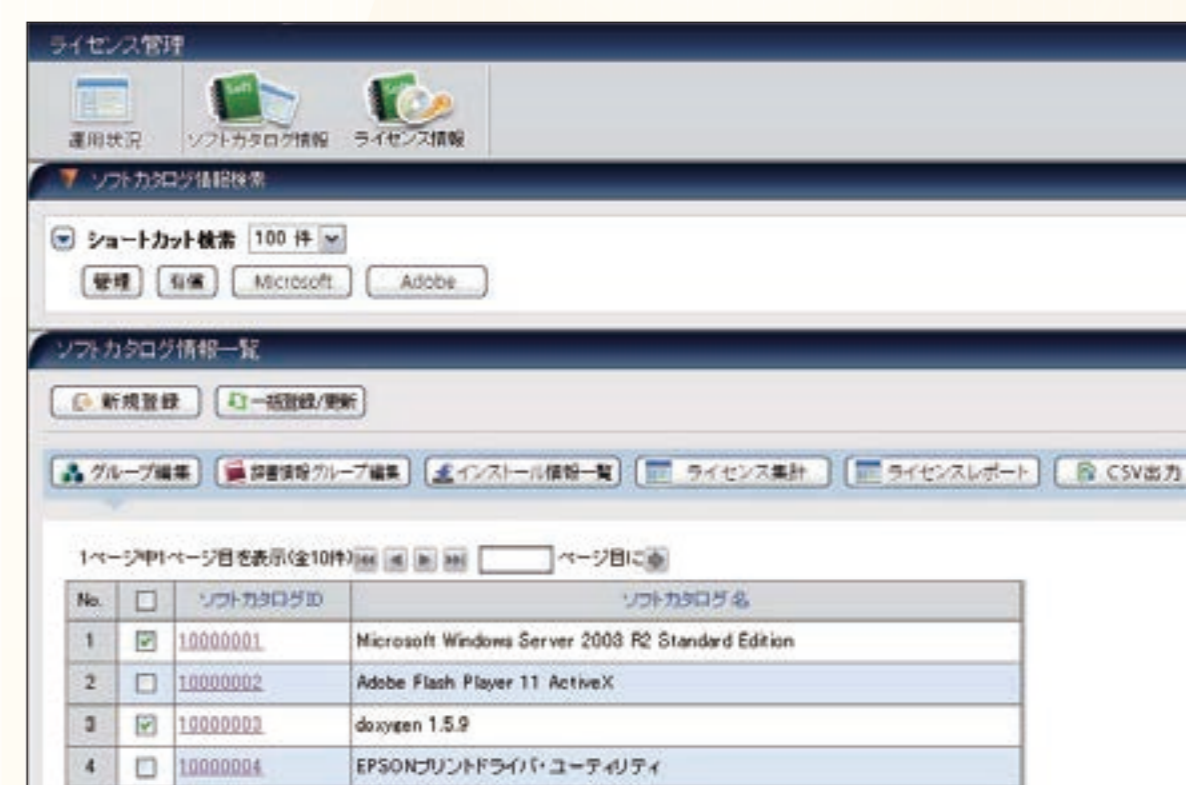 ライセンス管理
運用状況 ソフトカタログ情報 ライセンス情報
ソフトカタログ情報検索
ショートカット検索 100 件
管理 有償 Microsoft Adobe
ソフトカタログ情報一覧
新規登録 一括登録/更新
グループ編集 辞書情報グループ編集 インストール情報一覧 ライセンス集計 ライセンスレポート CSV出力
1ページ中1ページ目を表示(全10件) ページ目に
No. ソフトカタログID ソフトカタログ名
1 10000001 Microsoft Windows Server 2003 R2 Standard Edition
2 10000002 Adobe Flash Player 11 ActiveX
3 10000003 doxygen 1.5.9
4 10000004 EPSONプリントドライバ・ユーティリティ